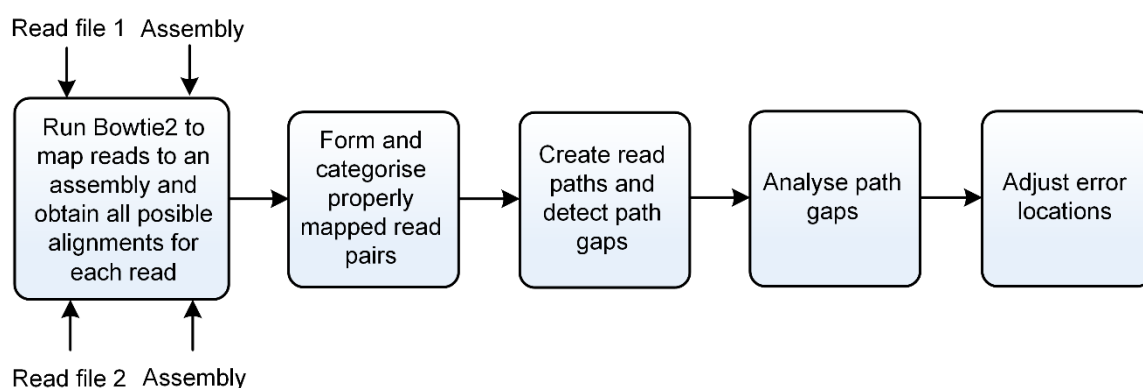 Read file 1 Assembly
Run Bowtie2 to
map reads to an
assembly and
obtain all posible
alignments for
each read
Form and
categorise
properly
mapped read
pairs
Create read
paths and
detect path
gaps
Analyse path
gaps
Adjust error
locations
Read file 2 Assembly